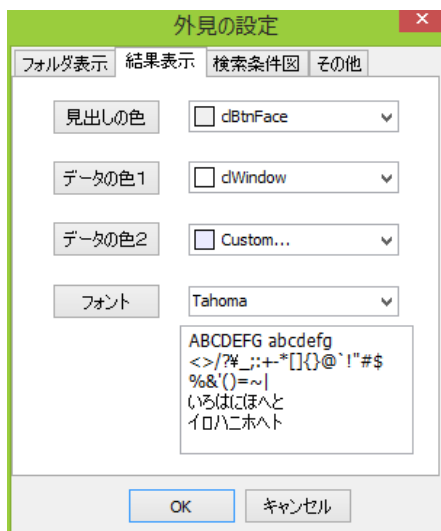 外見の設定
フォルダ表示 結果表示 検索条件図 その他
見出しの色 clBtnFace
データの色1 clWindow
データの色2 Custom...
フォント Tahoma
ABCDEFG abcdefg
<>/?¥_;:+-*[]{}@`!"#$
%&'()=~|
いろはにほへと
イロハニホヘト
OK キャンセル